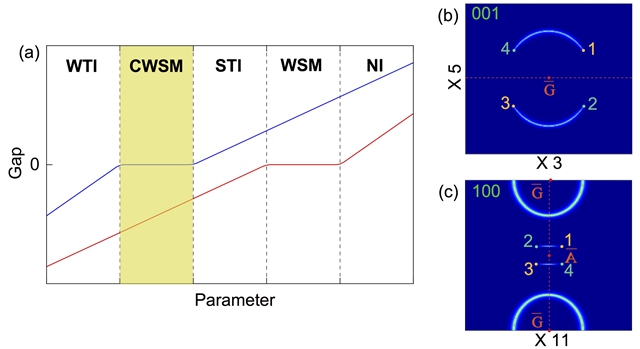 (a)
WTI CWSM STI WSM NI
Gap
0
Parameter
(b)
001
4 1
G̅
3 2
X 5
X 3
(c)
100
G̅
2 1
A̅
3 4
G̅
X 11